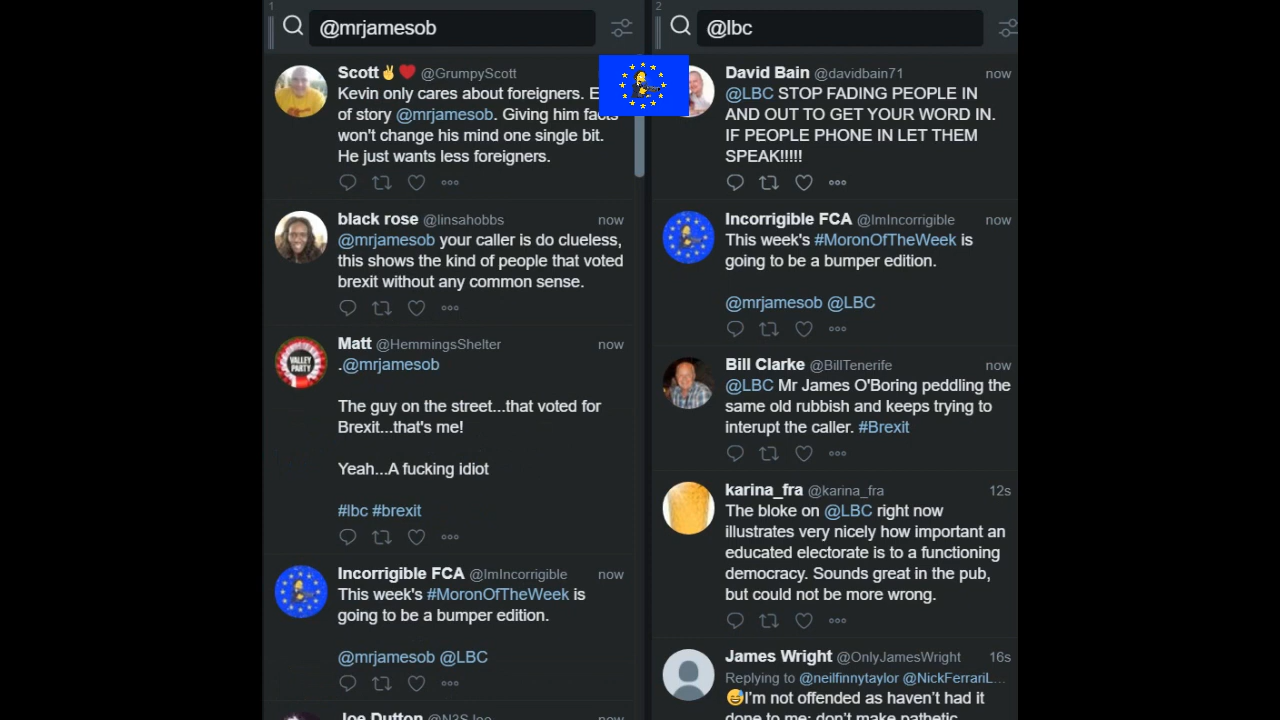 1
@mrjamesob
Scott✌❤ @GrumpyScott
Kevin only cares about foreigners.
of story @mrjamesob. Giving him facts
won't change his mind one single bit.
He just wants less foreigners.
black rose @linsahobbs now
@mrjamesob your caller is do clueless,
this shows the kind of people that voted
brexit without any common sense.
Matt @HemmingsShelter now
.@mrjamesob
The guy on the street...that voted for
Brexit...that's me!
Yeah...A fucking idiot
#lbc #brexit
VALLEY
PARTY
Incorrigible FCA @ImIncorrigible now
This week's #MoronOfTheWeek is
going to be a bumper edition.
@mrjamesob @LBC
Joe Dutton @N3SJoe now
2
@lbc
David Bain @davidbain71 now
@LBC STOP FADING PEOPLE IN
AND OUT TO GET YOUR WORD IN.
IF PEOPLE PHONE IN LET THEM
SPEAK!!!!!
Incorrigible FCA @ImIncorrigible now
This week's #MoronOfTheWeek is
going to be a bumper edition.
@mrjamesob @LBC
Bill Clarke @BillTenerife now
@LBC Mr James O'Boring peddling the
same old rubbish and keeps trying to
interupt the caller. #Brexit
karina_fra @karina_fra 12s
The bloke on @LBC right now
illustrates very nicely how important an
educated electorate is to a functioning
democracy. Sounds great in the pub,
but could not be more wrong.
James Wright @OnlyJamesWright 16s
Replying to @neilfinnytaylor @NickFerrariL...
😅I'm not offended as haven't had it
done to me; don't make pathetic